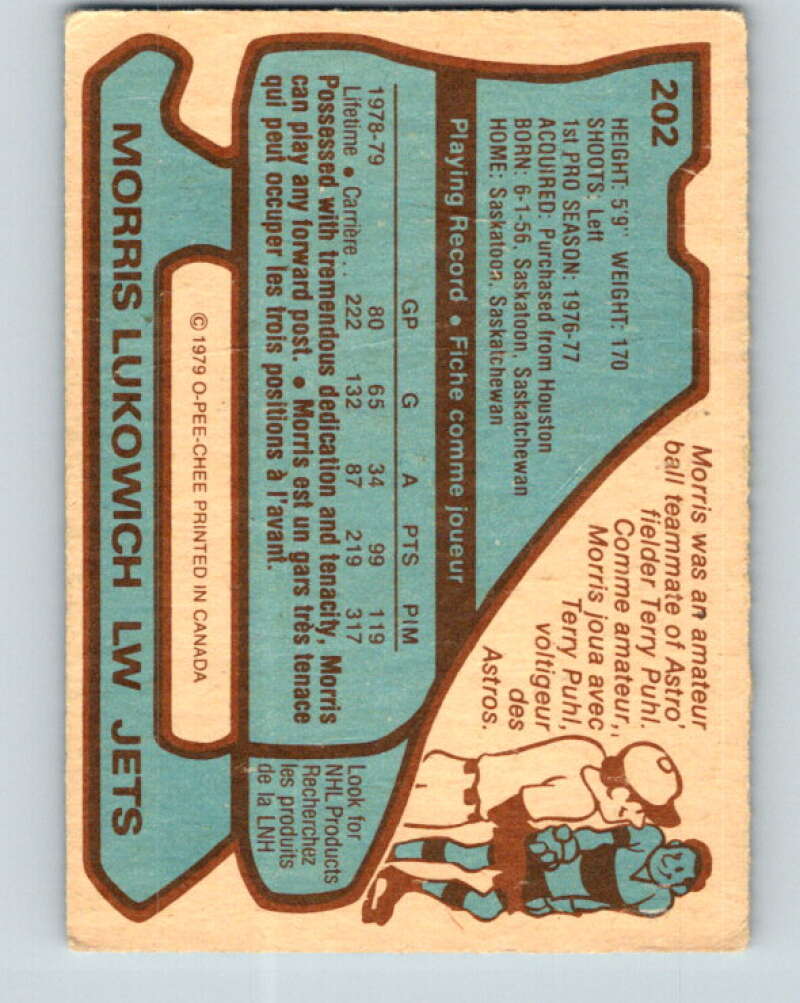 202
HEIGHT: 5'9" WEIGHT: 170
SHOOTS: Left
1st PRO SEASON: 1976-77
ACQUIRED: Purchased from Houston
BORN: 6-1-56, Saskatoon, Saskatchewan
HOME: Saskatoon, Saskatchewan
Morris was an amateur
ball teammate of Astro'
fielder Terry Puhl.
Comme amateur,
Morris joua avec
Terry Puhl,
voltigeur
des
Astros.
Playing Record • Fiche comme joueur
GP G A PTS PIM
1978-79 80 65 34 99 119
Lifetime • Carrière . . 222 132 87 219 317
Possessed with tremendous dedication and tenacity, Morris
can play any forward post. • Morris est un gars très tenace
qui peut occuper les trois positions à l'avant.
Look for
NHL Products
Recherchez
les produits
de la LNH
© 1979 O-PEE-CHEE PRINTED IN CANADA
MORRIS LUKOWICH LW JETS